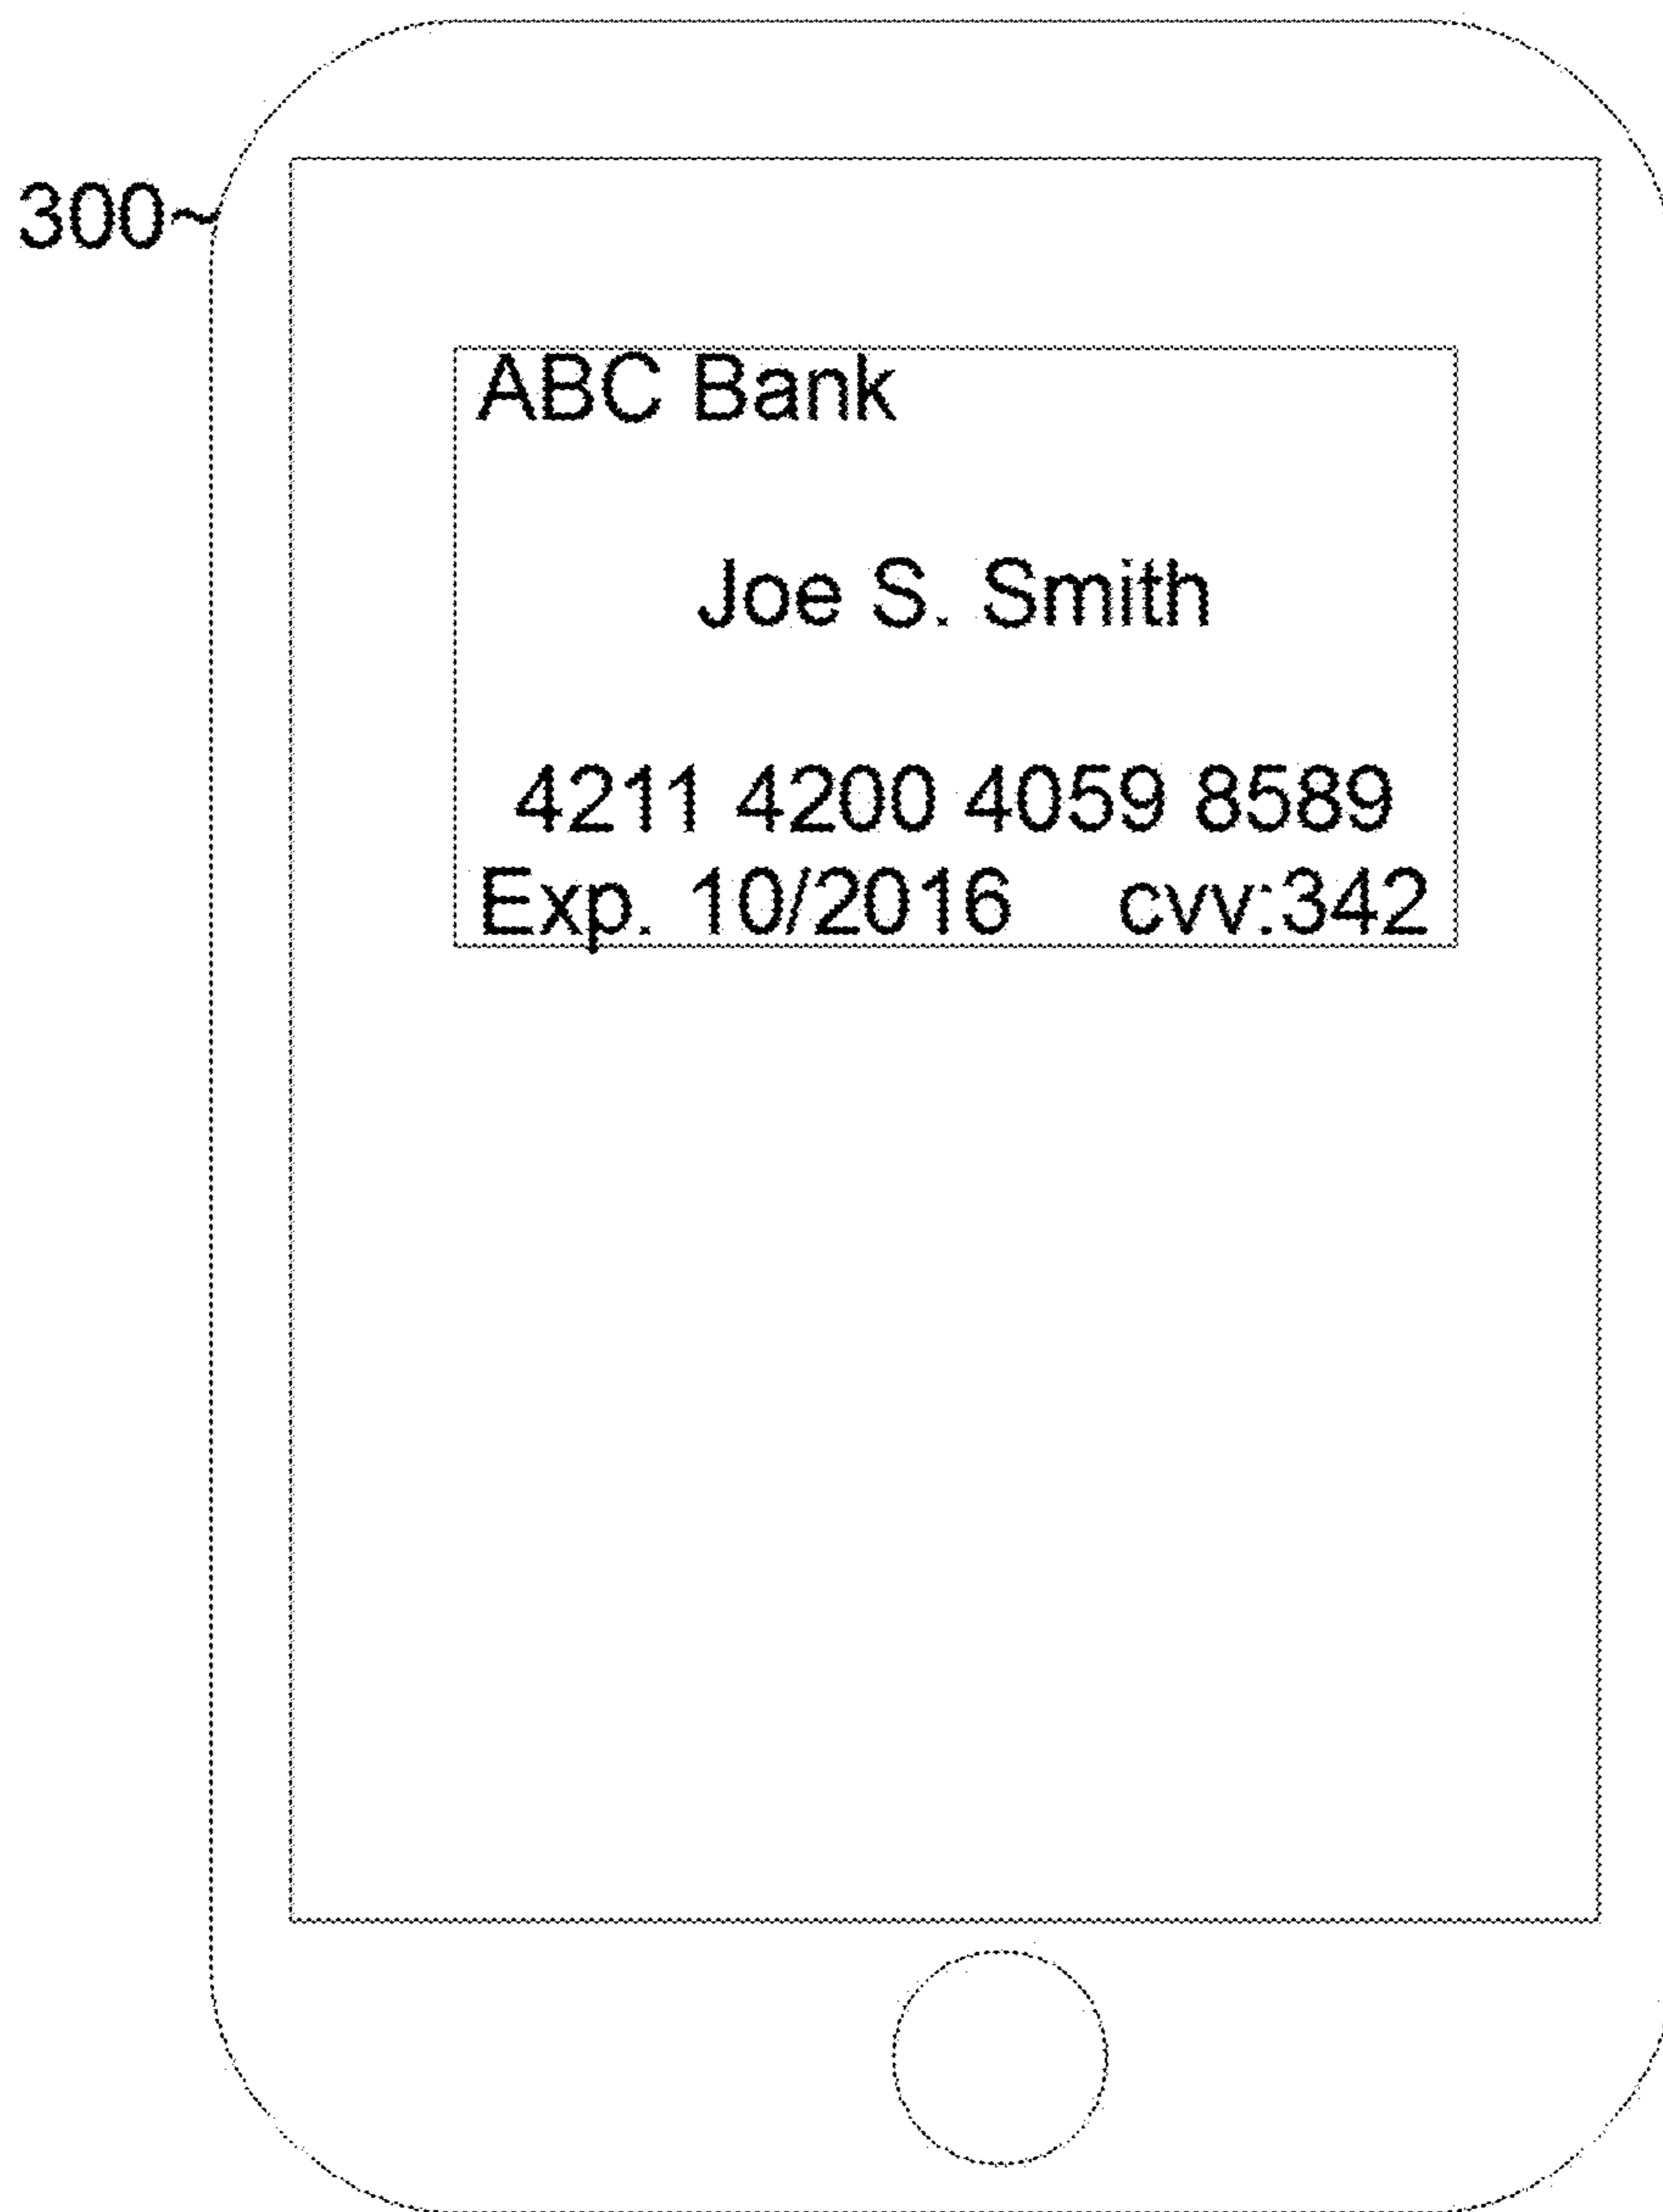 300~
ABC Bank
Joe S. Smith
4211 4200 4059 8589
Exp. 10/2016 cvv:342